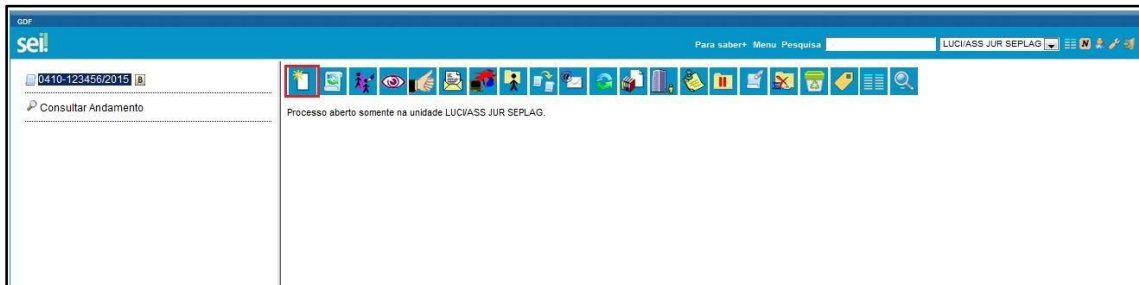 GDF
sei!
Para saber+ Menu Pesquisa LUCI/ASS JUR SEPLAG N
0410-123456/2015 B
Consultar Andamento
Processo aberto somente na unidade LUCI/ASS JUR SEPLAG.